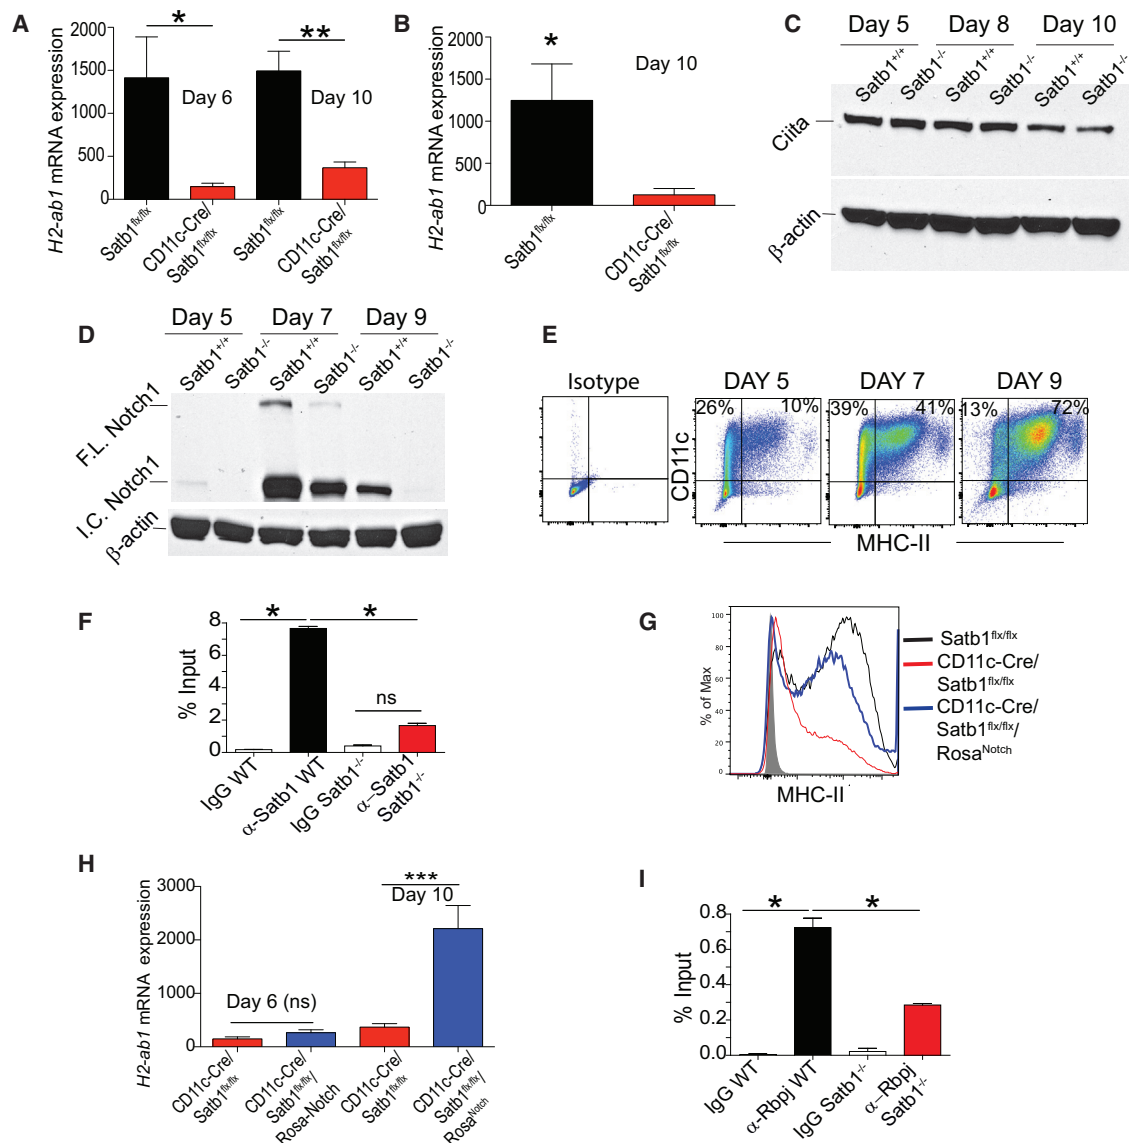 A
H2-ab1 mRNA expression
2000
1500
1000
500
0
*
**
Day 6
Day 10
Satb1flx/flx
CD11c-Cre/
Satb1flx/flx
Satb1flx/flx
CD11c-Cre/
Satb1flx/flx
B
H2-ab1 mRNA expression
2000
1500
1000
500
0
*
Day 10
Satb1flx/flx
CD11c-Cre/
Satb1flx/flx
C
Day 5
Day 8
Day 10
Satb1+/+
Satb1-/-
Satb1+/+
Satb1-/-
Satb1+/+
Satb1-/-
Ciita
β-actin
D
Day 5
Day 7
Day 9
Satb1+/+
Satb1-/-
Satb1+/+
Satb1-/-
Satb1+/+
Satb1-/-
F.L. Notch1
I.C. Notch1
β-actin
E
Isotype
DAY 5
DAY 7
DAY 9
26%
10%
39%
41%
13%
72%
CD11c
MHC-II
F
% Input
8
6
4
2
0
*
*
ns
IgG WT
α-Satb1 WT
IgG Satb1-/-
α–Satb1
Satb1-/-
G
% of Max
100
80
60
40
20
0
MHC-II
Satb1flx/flx
CD11c-Cre/
Satb1flx/flx
CD11c-Cre/
Satb1flx/flx/
RosaNotch
H
H2-ab1 mRNA expression
3000
2000
1000
0
Day 6 (ns)
***
Day 10
CD11c-Cre/
Satb1flx/flx
CD11c-Cre/
Satb1flx/flx/
Rosa-Notch
CD11c-Cre/
Satb1flx/flx
CD11c-Cre/
Satb1flx/flx/
RosaNotch
I
% Input
0.8
0.6
0.4
0.2
0.0
*
*
IgG WT
α-Rbpj WT
IgG Satb1-/-
α–Rbpj
Satb1-/-